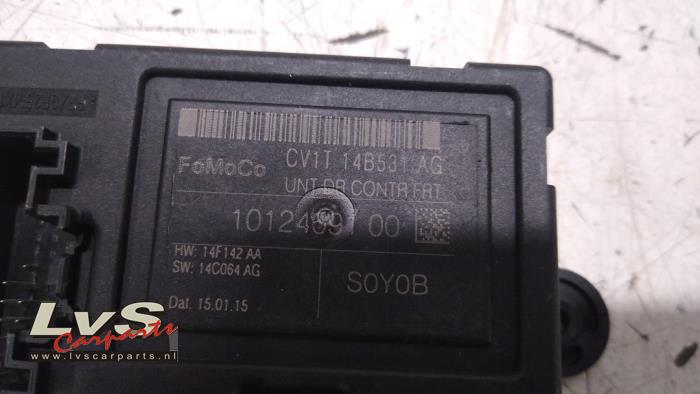 CV1T 14B531 AG
FoMoCo
UNT DR CONTR FRT
00
HW: 14F142 AA
SW: 14C064 AG
S0Y0B
Dat. 15.01.15
LvS
Carparts
www.lvscarparts.nl